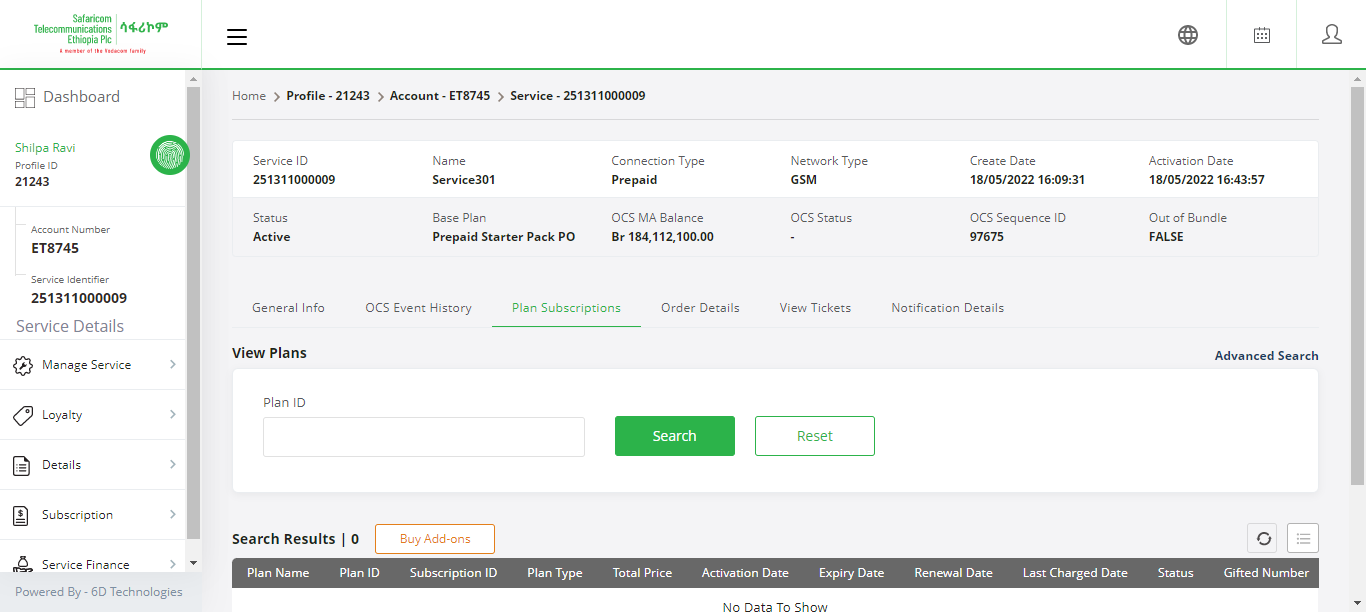 Safaricom
Telecommunications
Ethiopia Plc
ሳፋሪኮም
A member of the Vodacom family
Dashboard
Shilpa Ravi
Profile ID
21243
Account Number
ET8745
Service Identifier
251311000009
Service Details
Manage Service
Loyalty
Details
Subscription
Service Finance
Powered By - 6D Technologies
Home > Profile - 21243 > Account - ET8745 > Service - 251311000009
Service ID Name Connection Type Network Type Create Date Activation Date
251311000009 Service301 Prepaid GSM 18/05/2022 16:09:31 18/05/2022 16:43:57
Status Base Plan OCS MA Balance OCS Status OCS Sequence ID Out of Bundle
Active Prepaid Starter Pack PO Br 184,112,100.00 - 97675 FALSE
General Info OCS Event History Plan Subscriptions Order Details View Tickets Notification Details
View Plans
Advanced Search
Plan ID
Search Reset
Search Results | 0 Buy Add-ons
Plan Name Plan ID Subscription ID Plan Type Total Price Activation Date Expiry Date Renewal Date Last Charged Date Status Gifted Number
No Data To Show